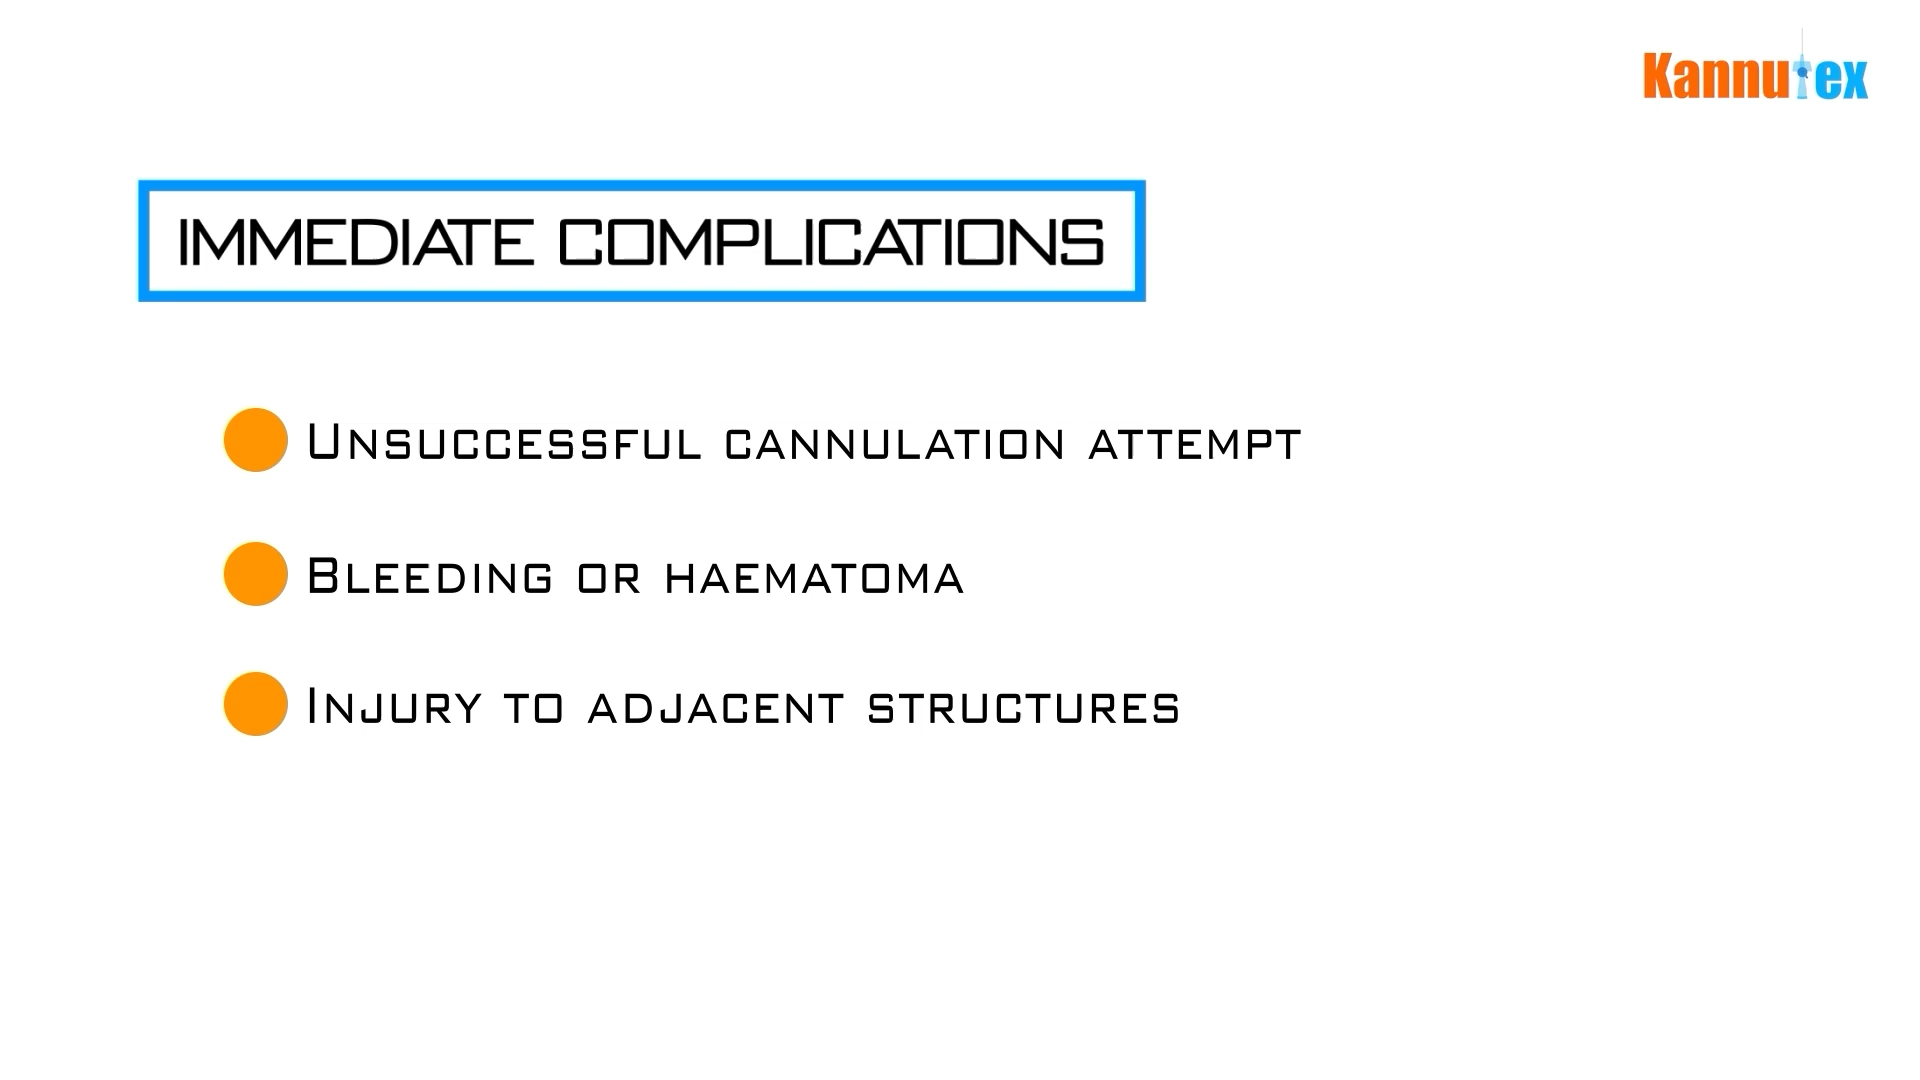 Kannutex
IMMEDIATE COMPLICATIONS
UNSUCCESSFUL CANNULATION ATTEMPT
BLEEDING OR HAEMATOMA
INJURY TO ADJACENT STRUCTURES